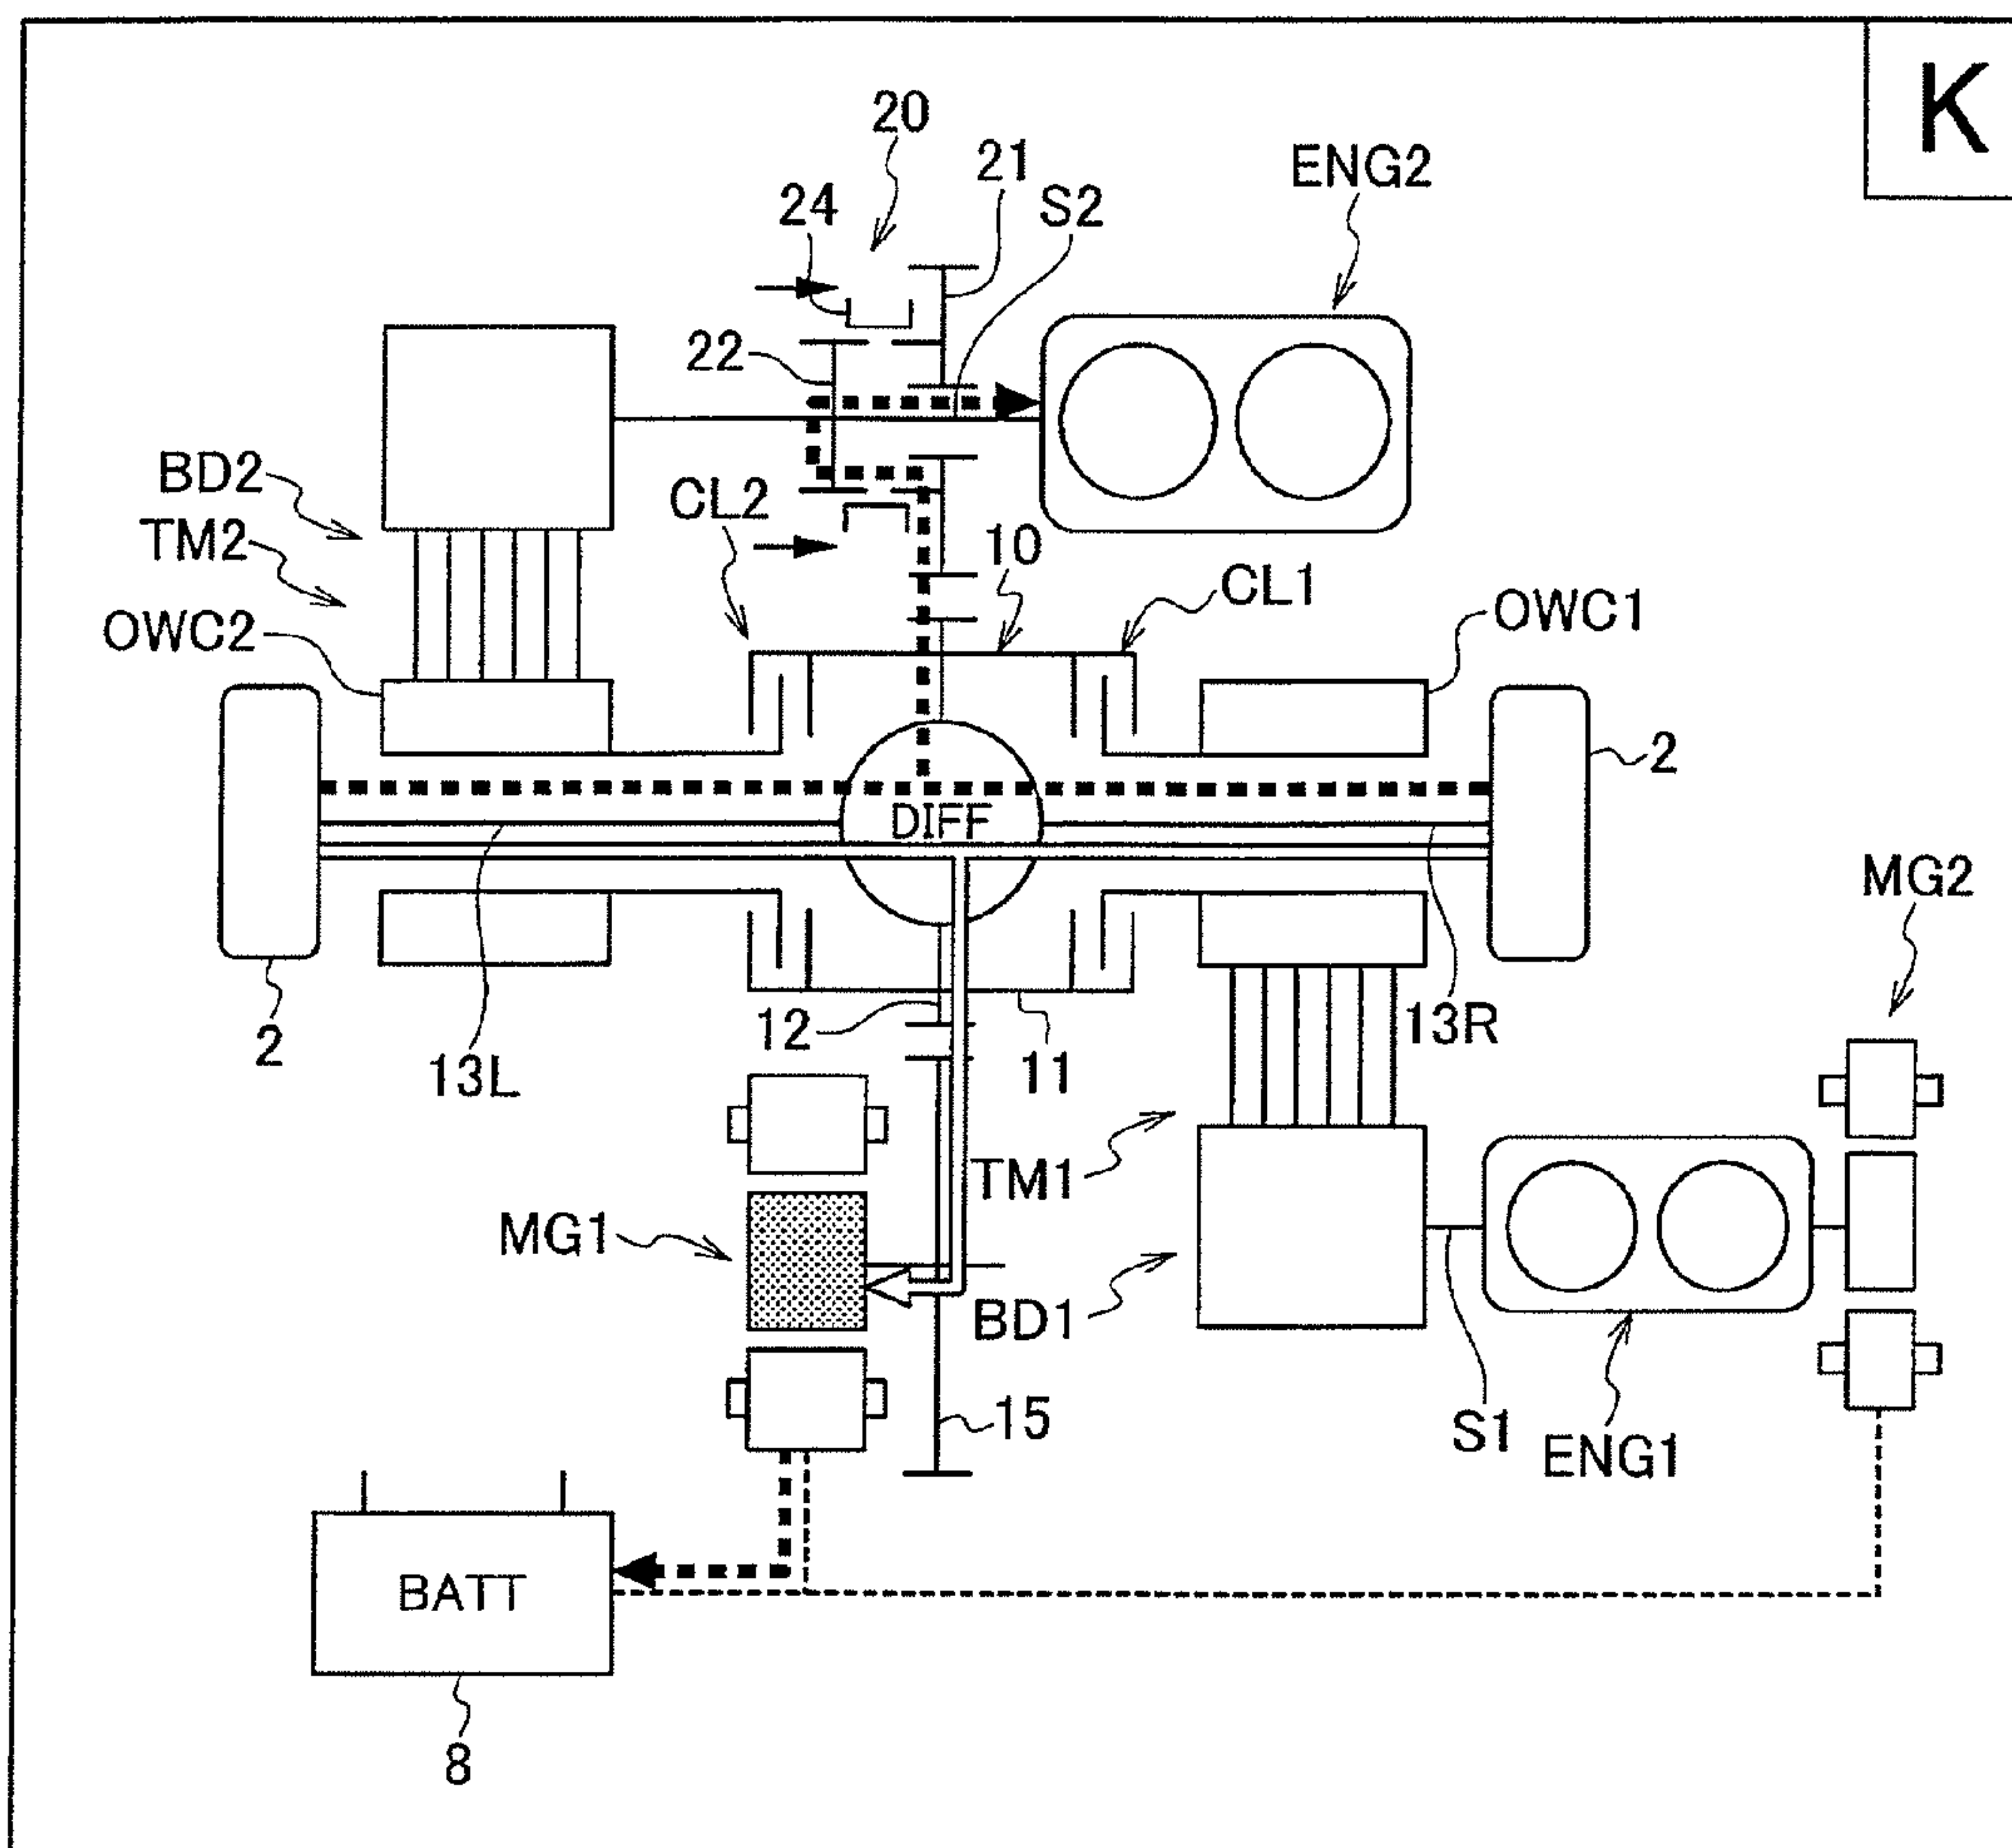 K
20
21
ENG2
24
S2
22
BD2
CL2
TM2
10
CL1
OWC2
OWC1
2
DIFF
MG2
12
13R
2
13L
11
TM1
MG1
BD1
15
S1
ENG1
BATT
8